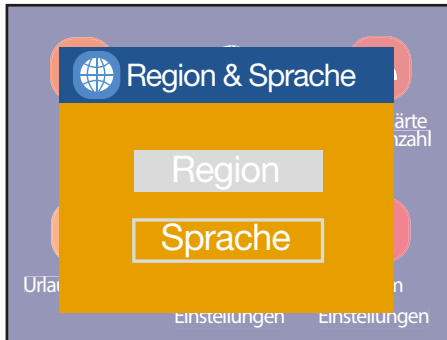 Region & Sprache
ärte
nzahl
Region
Sprache
Urla
m
Einstellungen
Einstellungen